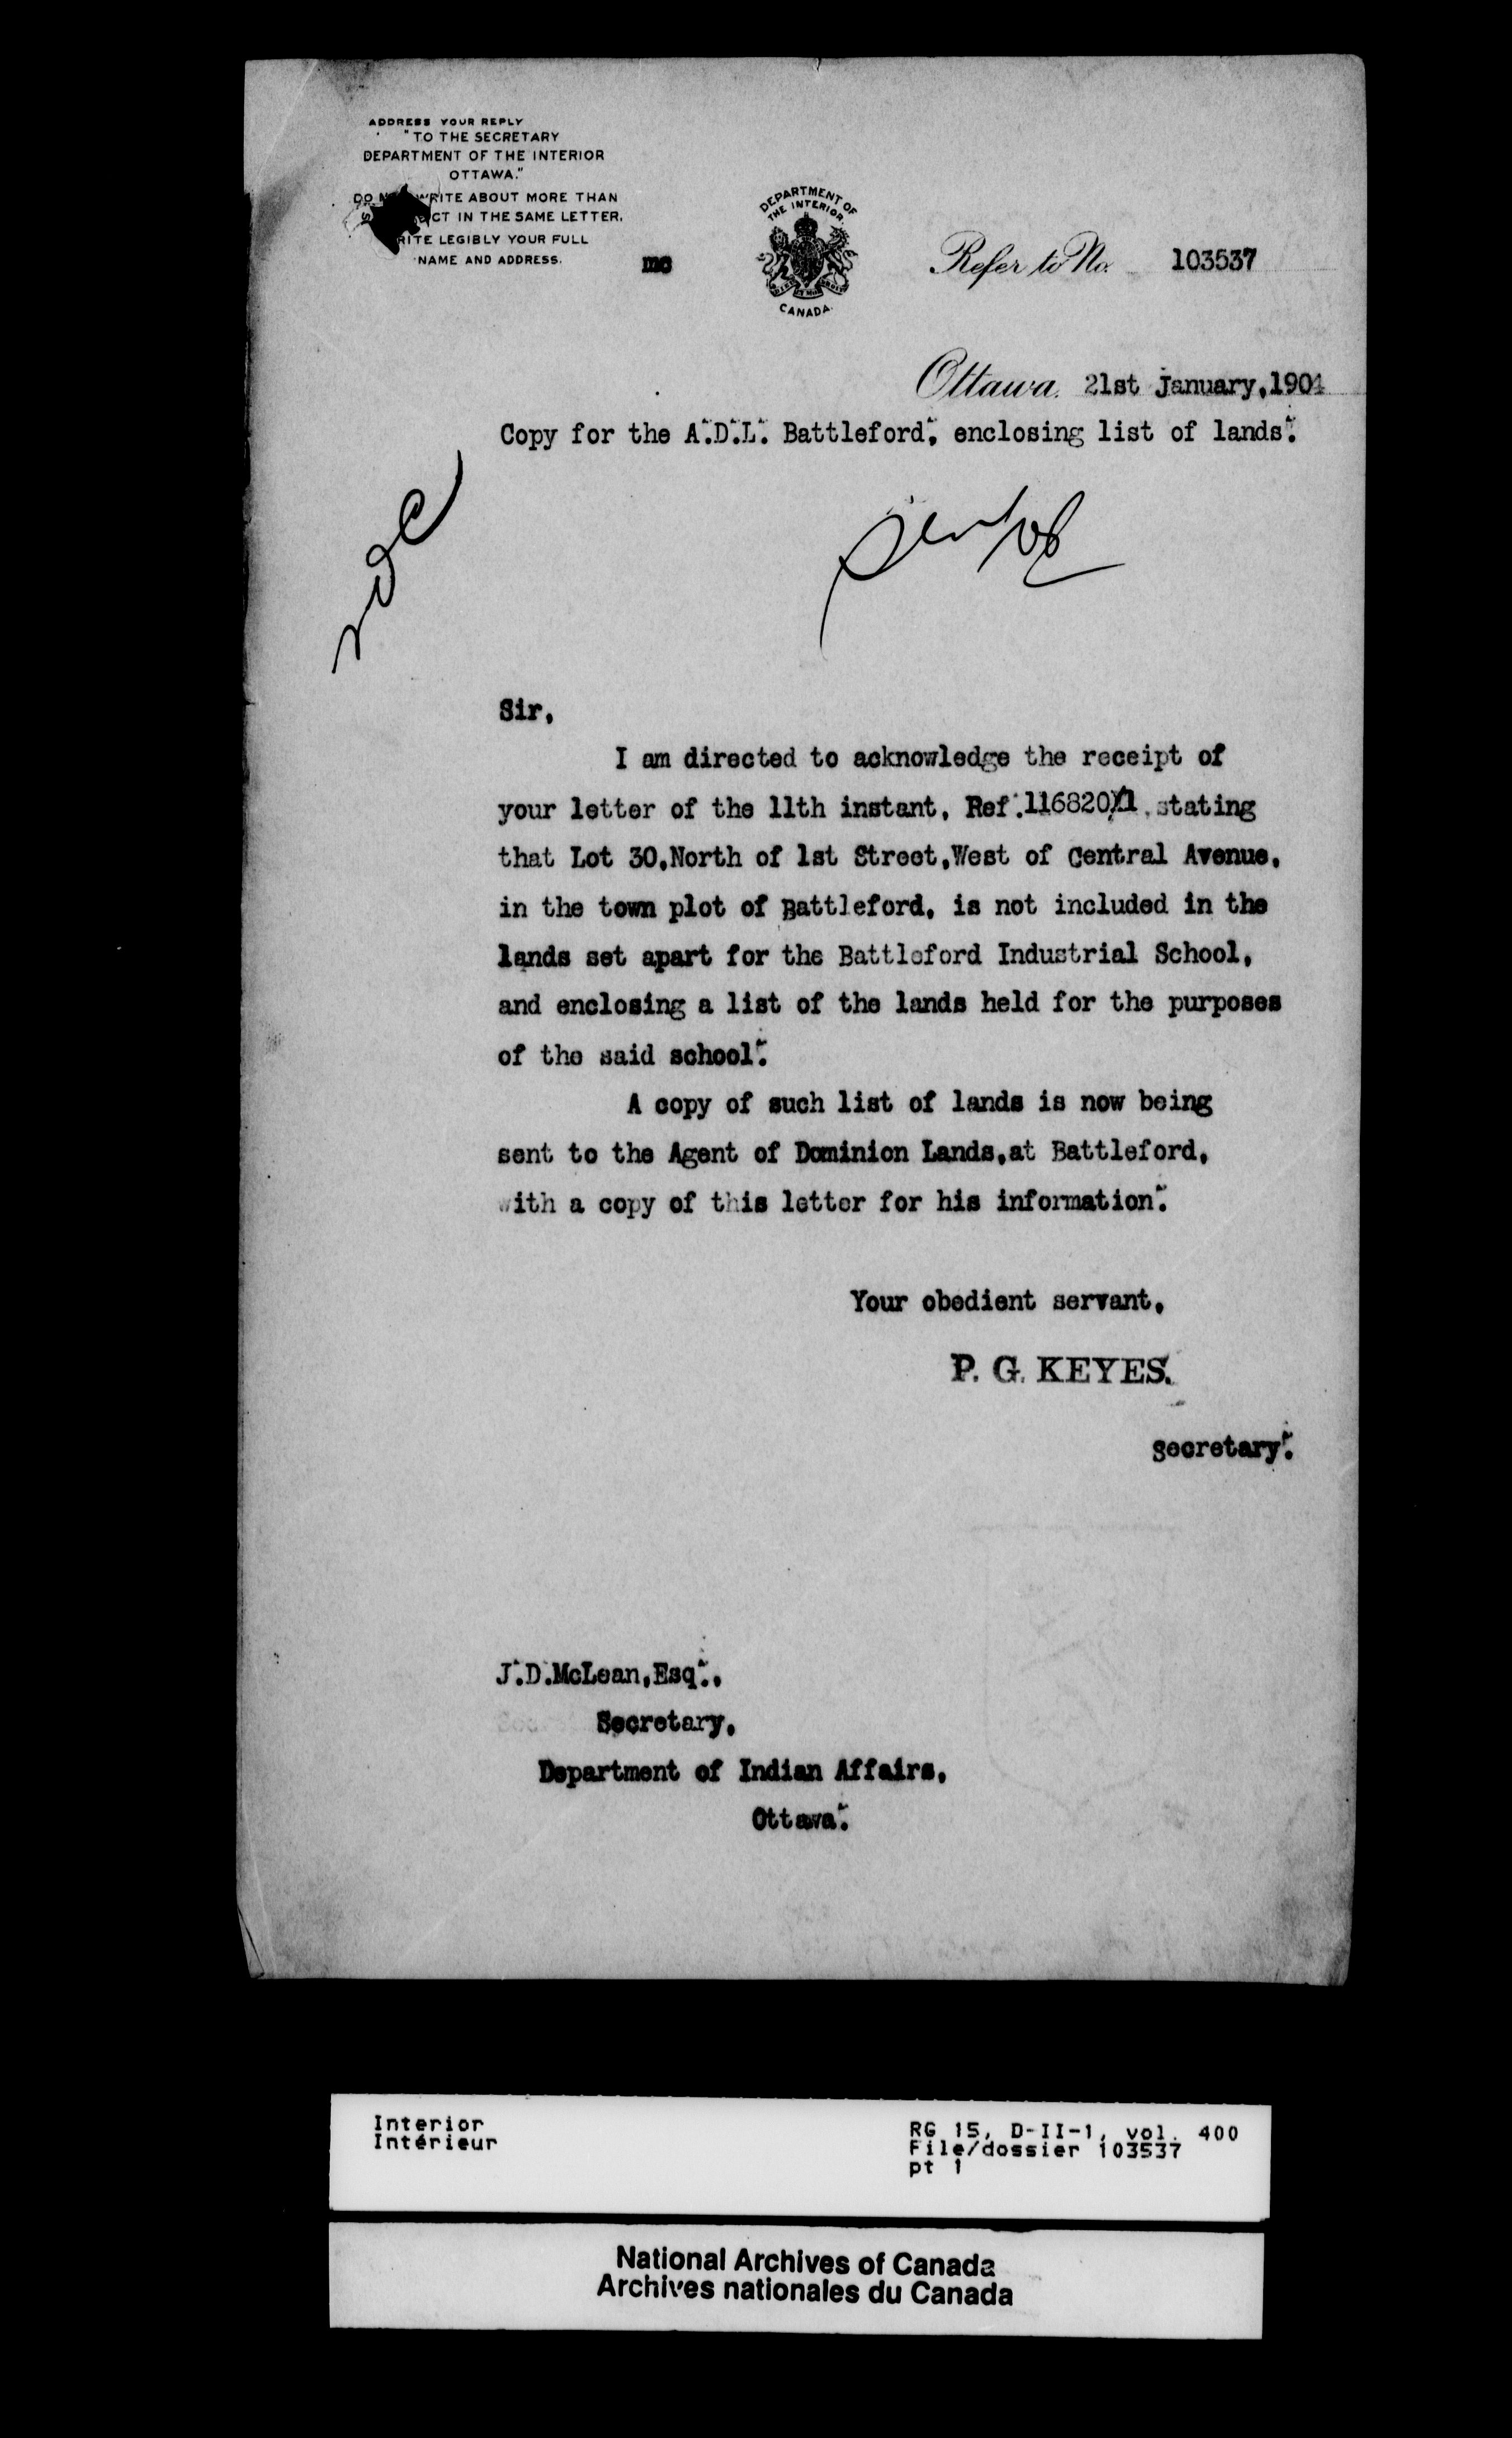 ADDRESS YOUR REPLY
"TO THE SECRETARY
DEPARTMENT OF THE INTERIOR
OTTAWA."
DO WRITE ABOUT MORE THAN
IN THE SAME LETTER.
LEGIBLY YOUR FULL
NAME AND ADDRESS.
mc
DEPARTMENT OF
THE INTERIOR
CANADA.
Refer to No. 103537
Ottawa. 21st January, 1904
Copy for the A.D.L. Battleford, enclosing list of lands.
Sir,
I am directed to acknowledge the receipt of
your letter of the 11th instant, Ref. 116820/1, stating
that Lot 30, North of 1st Street, West of Central Avenue,
in the town plot of Battleford, is not included in the
lands set apart for the Battleford Industrial School,
and enclosing a list of the lands held for the purposes
of the said school.
A copy of such list of lands is now being
sent to the Agent of Dominion Lands, at Battleford,
with a copy of this letter for his information.
Your obedient servant,
P. G. KEYES.
Secretary.
J.D. McLean, Esq.,
Secretary,
Department of Indian Affairs,
Ottawa.
Interior
Intérieur
RG 15, D-II-1, vol. 400
File/dossier 103537
pt 1
National Archives of Canada
Archives nationales du Canada